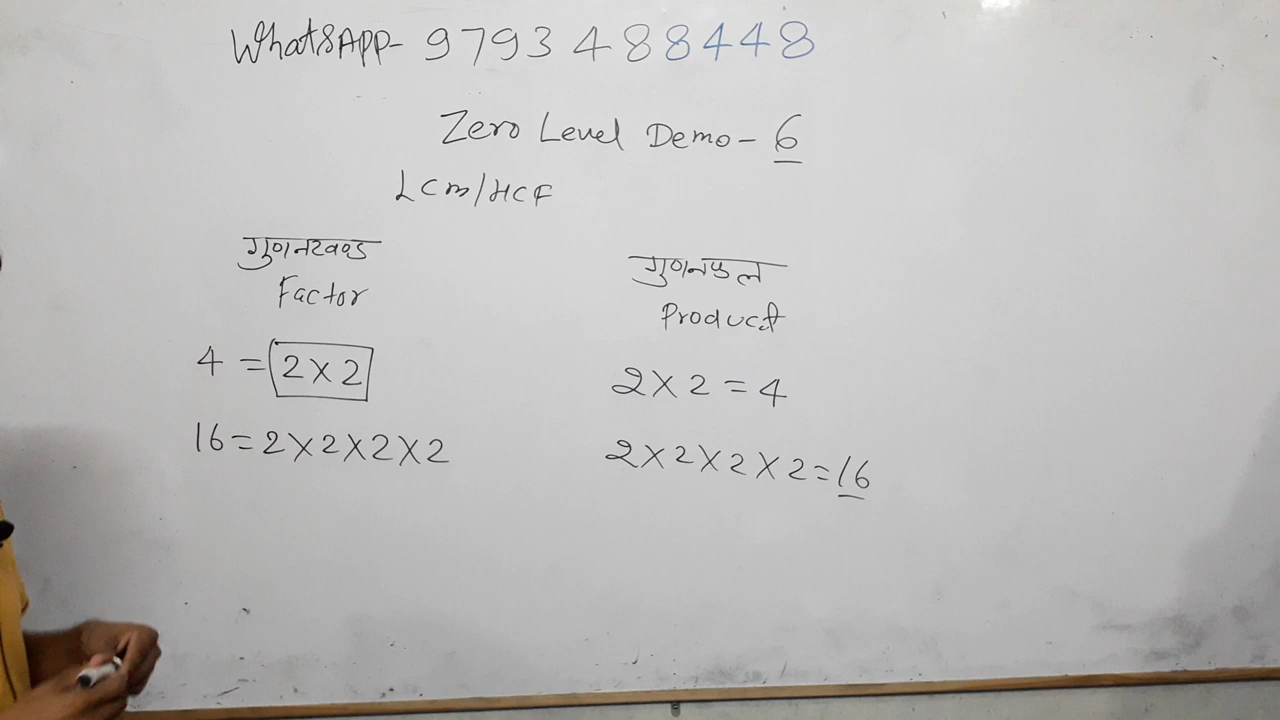 WhatsApp- 9793488448
Zero Level Demo- 6
LCM/HCF
गुणनखण्ड
Factor
4 = 2×2
16=2×2×2×2
गुणनफल
Product
2×2=4
2×2×2×2=16